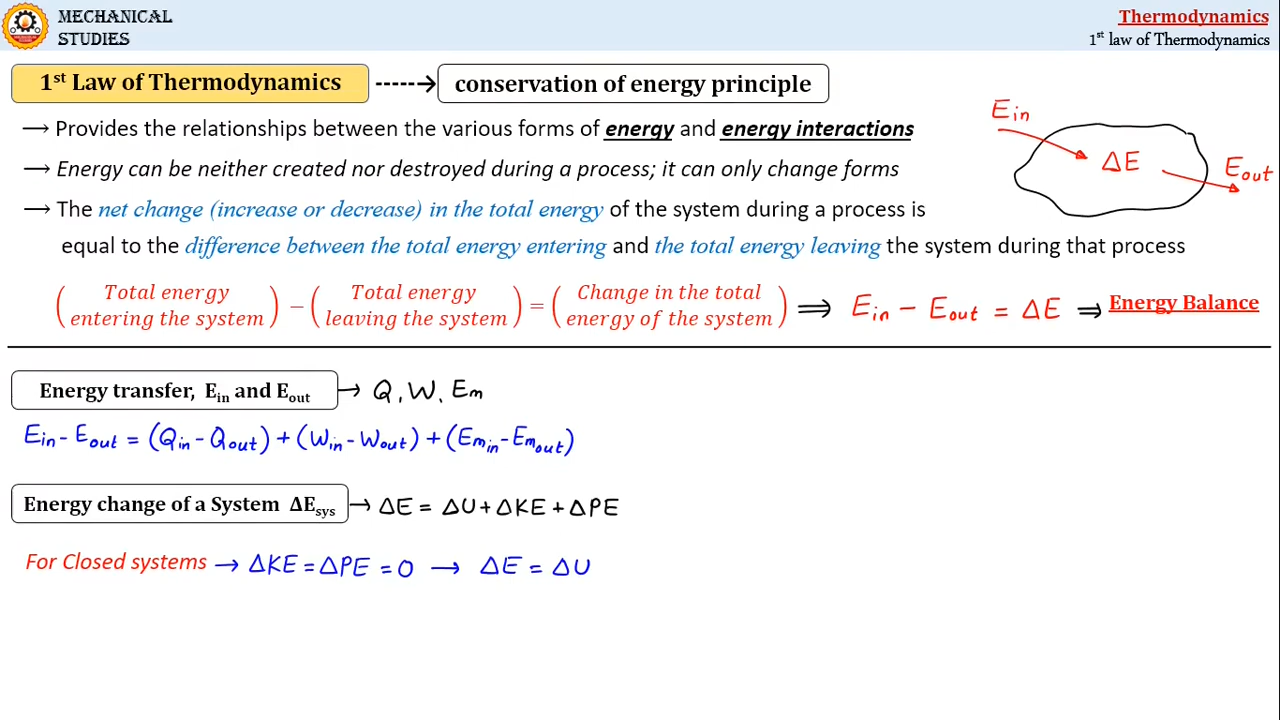 MECHANICAL
STUDIES
Thermodynamics
1st law of Thermodynamics
1st Law of Thermodynamics -----→ conservation of energy principle
→ Provides the relationships between the various forms of energy and energy interactions
→ Energy can be neither created nor destroyed during a process; it can only change forms
→ The net change (increase or decrease) in the total energy of the system during a process is
equal to the difference between the total energy entering and the total energy leaving the system during that process
Ein
ΔE
Eout
(Total energy entering the system) − (Total energy leaving the system) = (Change in the total energy of the system) ⟹ Ein − Eout = ΔE ⟹ Energy Balance
Energy transfer, Ein and Eout → Q, W, Em
Ein - Eout = (Qin - Qout) + (Win - Wout) + (Emin - Emout)
Energy change of a System ΔEsys → ΔE = ΔU + ΔKE + ΔPE
For Closed systems → ΔKE = ΔPE = 0 → ΔE = ΔU